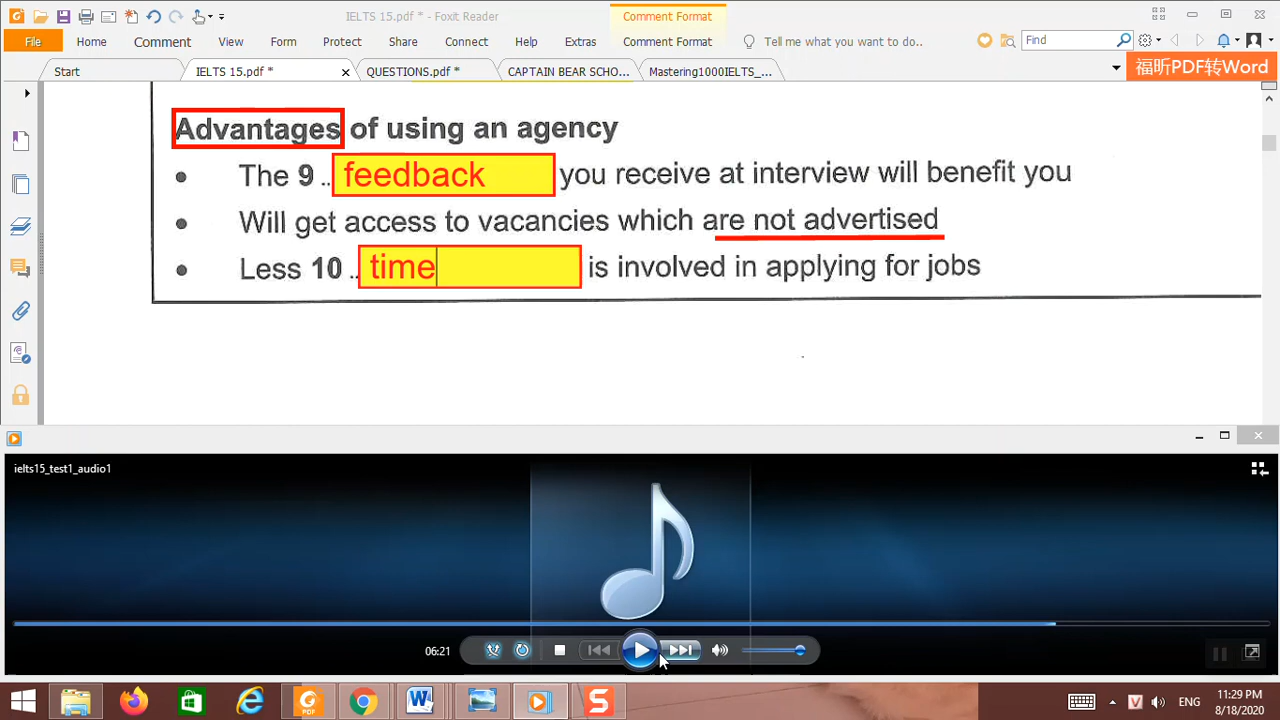 IELTS 15.pdf * - Foxit Reader
Comment Format
File Home Comment View Form Protect Share Connect Help Extras Comment Format Tell me what you want to do.. Find
Start IELTS 15.pdf * QUESTIONS.pdf * CAPTAIN BEAR SCHO... Mastering1000IELTS_... 福昕PDF转Word
Advantages of using an agency
• The 9 .. feedback you receive at interview will benefit you
• Will get access to vacancies which are not advertised
• Less 10 .. time is involved in applying for jobs
ielts15_test1_audio1
06:21
ENG 11:29 PM
8/18/2020